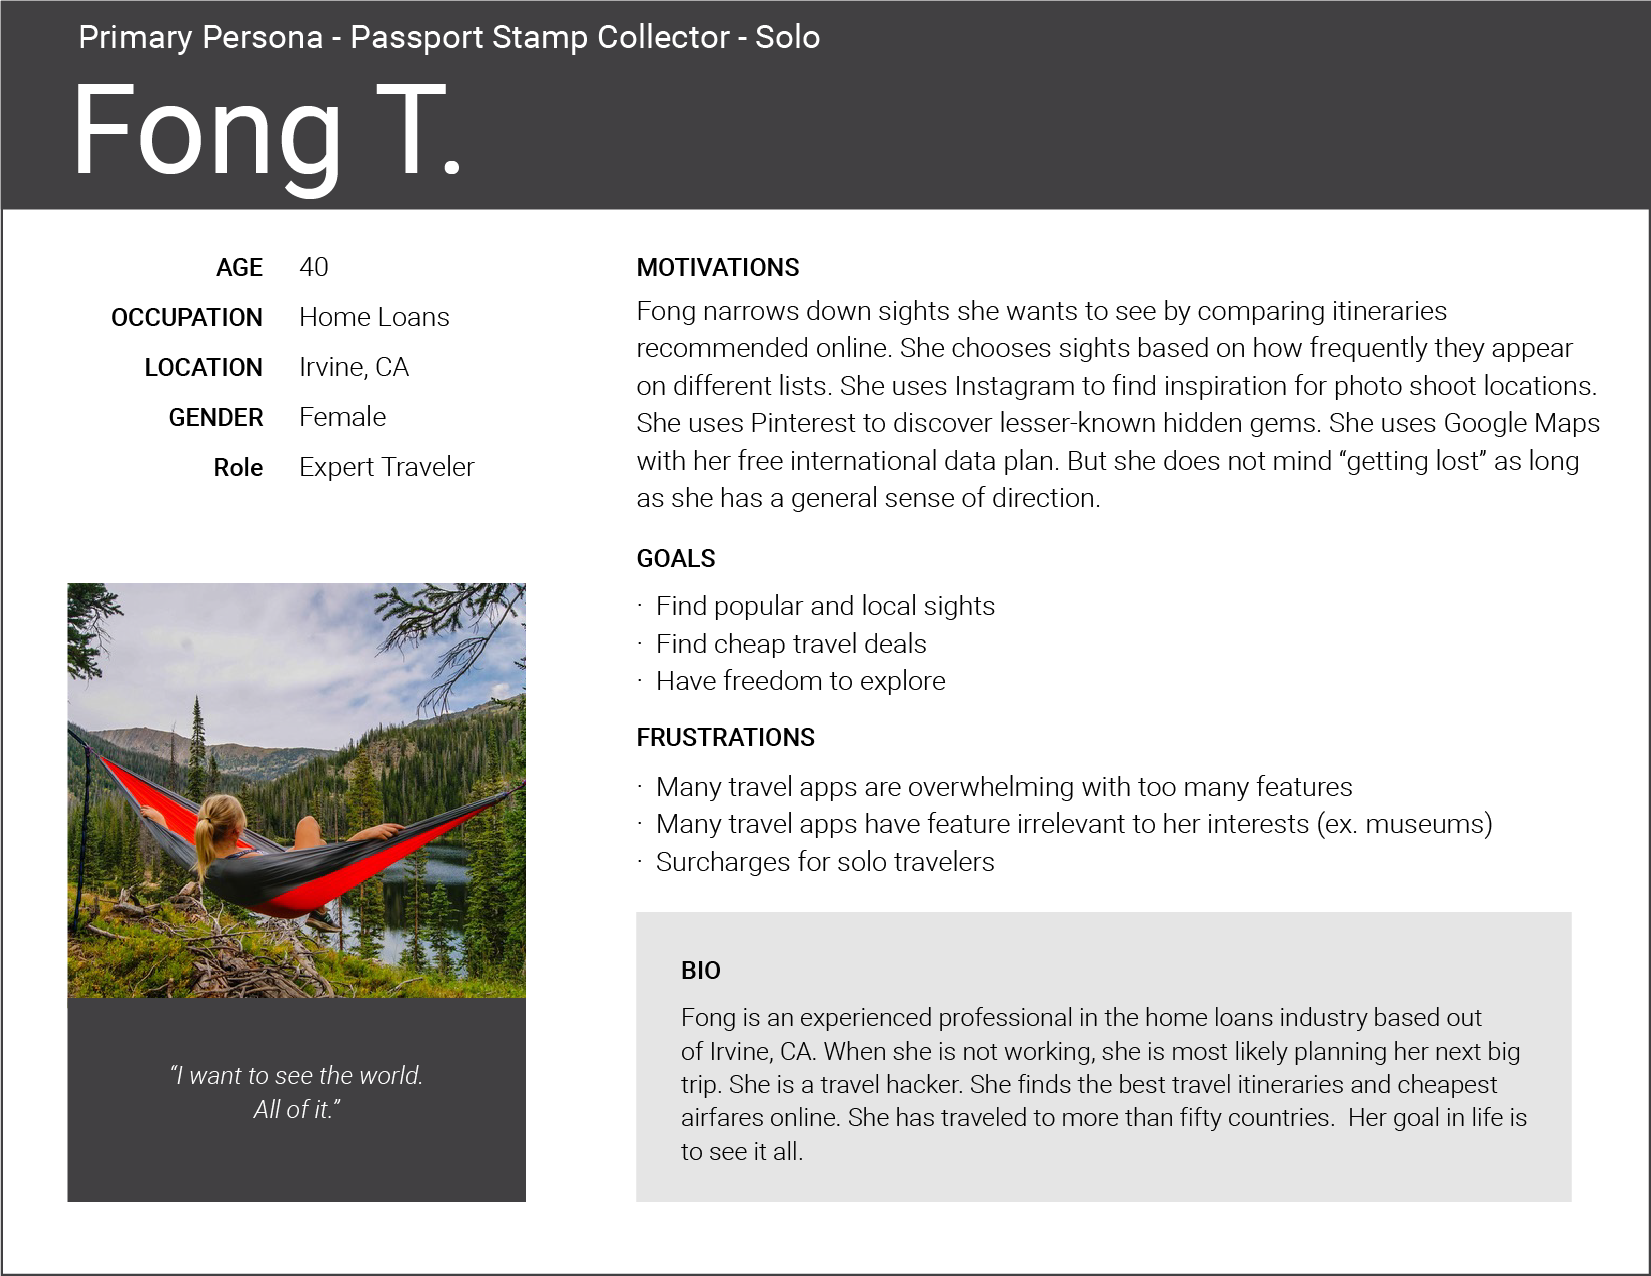 Primary Persona - Passport Stamp Collector - Solo
Fong T.
AGE 40
OCCUPATION Home Loans
LOCATION Irvine, CA
GENDER Female
Role Expert Traveler
“I want to see the world.
All of it.”
MOTIVATIONS
Fong narrows down sights she wants to see by comparing itineraries
recommended online. She chooses sights based on how frequently they appear
on different lists. She uses Instagram to find inspiration for photo shoot locations.
She uses Pinterest to discover lesser-known hidden gems. She uses Google Maps
with her free international data plan. But she does not mind “getting lost” as long
as she has a general sense of direction.
GOALS
· Find popular and local sights
· Find cheap travel deals
· Have freedom to explore
FRUSTRATIONS
· Many travel apps are overwhelming with too many features
· Many travel apps have feature irrelevant to her interests (ex. museums)
· Surcharges for solo travelers
BIO
Fong is an experienced professional in the home loans industry based out
of Irvine, CA. When she is not working, she is most likely planning her next big
trip. She is a travel hacker. She finds the best travel itineraries and cheapest
airfares online. She has traveled to more than fifty countries.  Her goal in life is
to see it all.